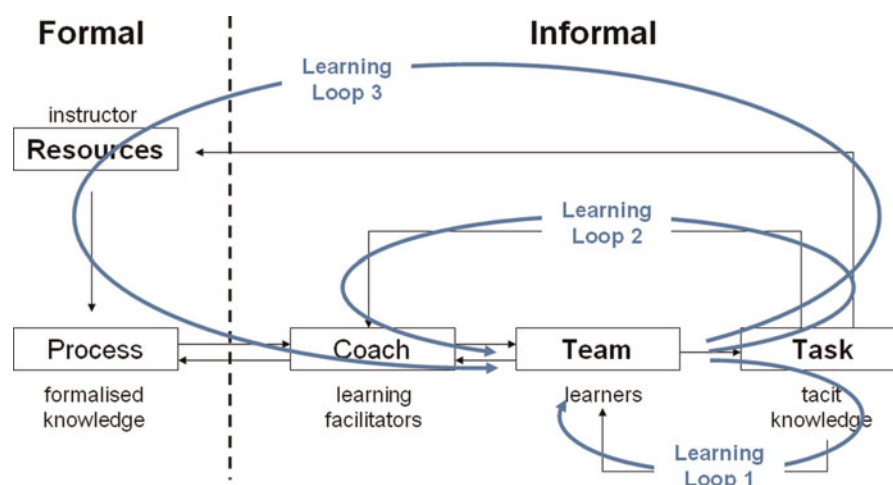 Formal
Informal
Learning
Loop 3
instructor
Resources
Learning
Loop 2
Process
Coach
Team
Task
formalised
knowledge
learning
facilitators
learners
tacit
knowledge
Learning
Loop 1